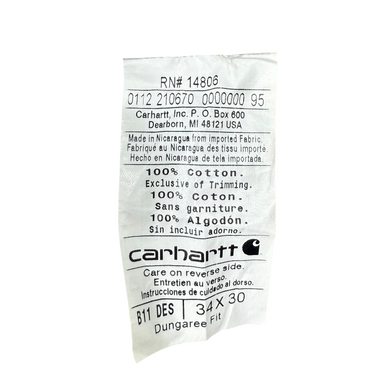 RN# 14806
0112 210670 0000000 95
Carhartt, Inc. P. O. Box 600
Dearborn, MI 48121 USA
Made in Nicaragua from Imported Fabric.
Fabriqué au Nicaragua des tissu importé.
Hecho en Nicaragua de tela importada.
100% Cotton.
Exclusive of Trimming.
100% Coton.
Sans garniture.
100% Algodón.
Sin incluir adorno.
carhartt
Care on reverse side.
Entretien au verso.
Instrucciones de cuidado al dorso.
B11 DES 34 X 30
Dungaree Fit